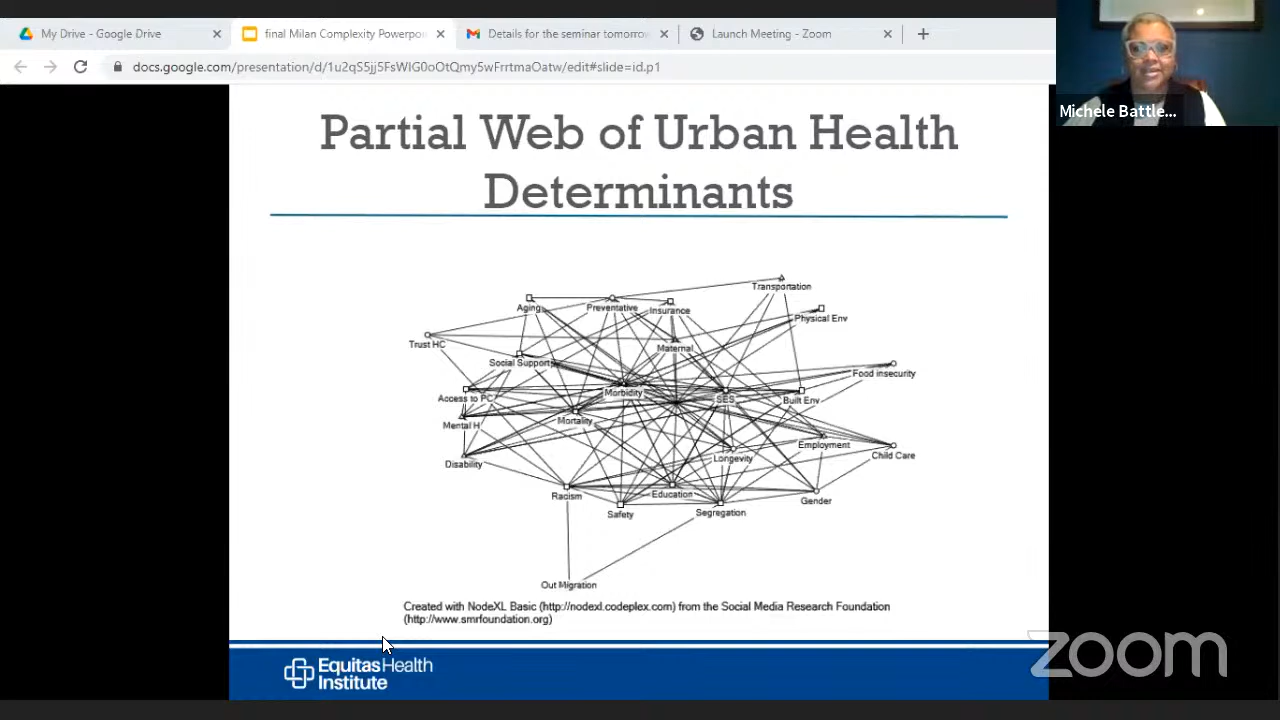 My Drive - Google Drive
final Milan Complexity Powerpo
Details for the seminar tomorro
Launch Meeting - Zoom
docs.google.com/presentation/d/1u2qS5jj5FsWIG0oOtQmy5wFrrtmaOatw/edit#slide=id.p1
Michele Battle...
Partial Web of Urban Health
Determinants
Transportation
Aging
Preventative
Insurance
Physical Env
Trust HC
Maternal
Social Support
Food insecurity
Morbidity
Access to PC
SES
Built Env
Mortality
Mental H
Employment
Child Care
Longevity
Disability
Racism
Education
Gender
Safety
Segregation
Out Migration
Created with NodeXL Basic (http://nodexl.codeplex.com) from the Social Media Research Foundation
(http://www.smrfoundation.org)
EquitasHealth
Institute
zoom